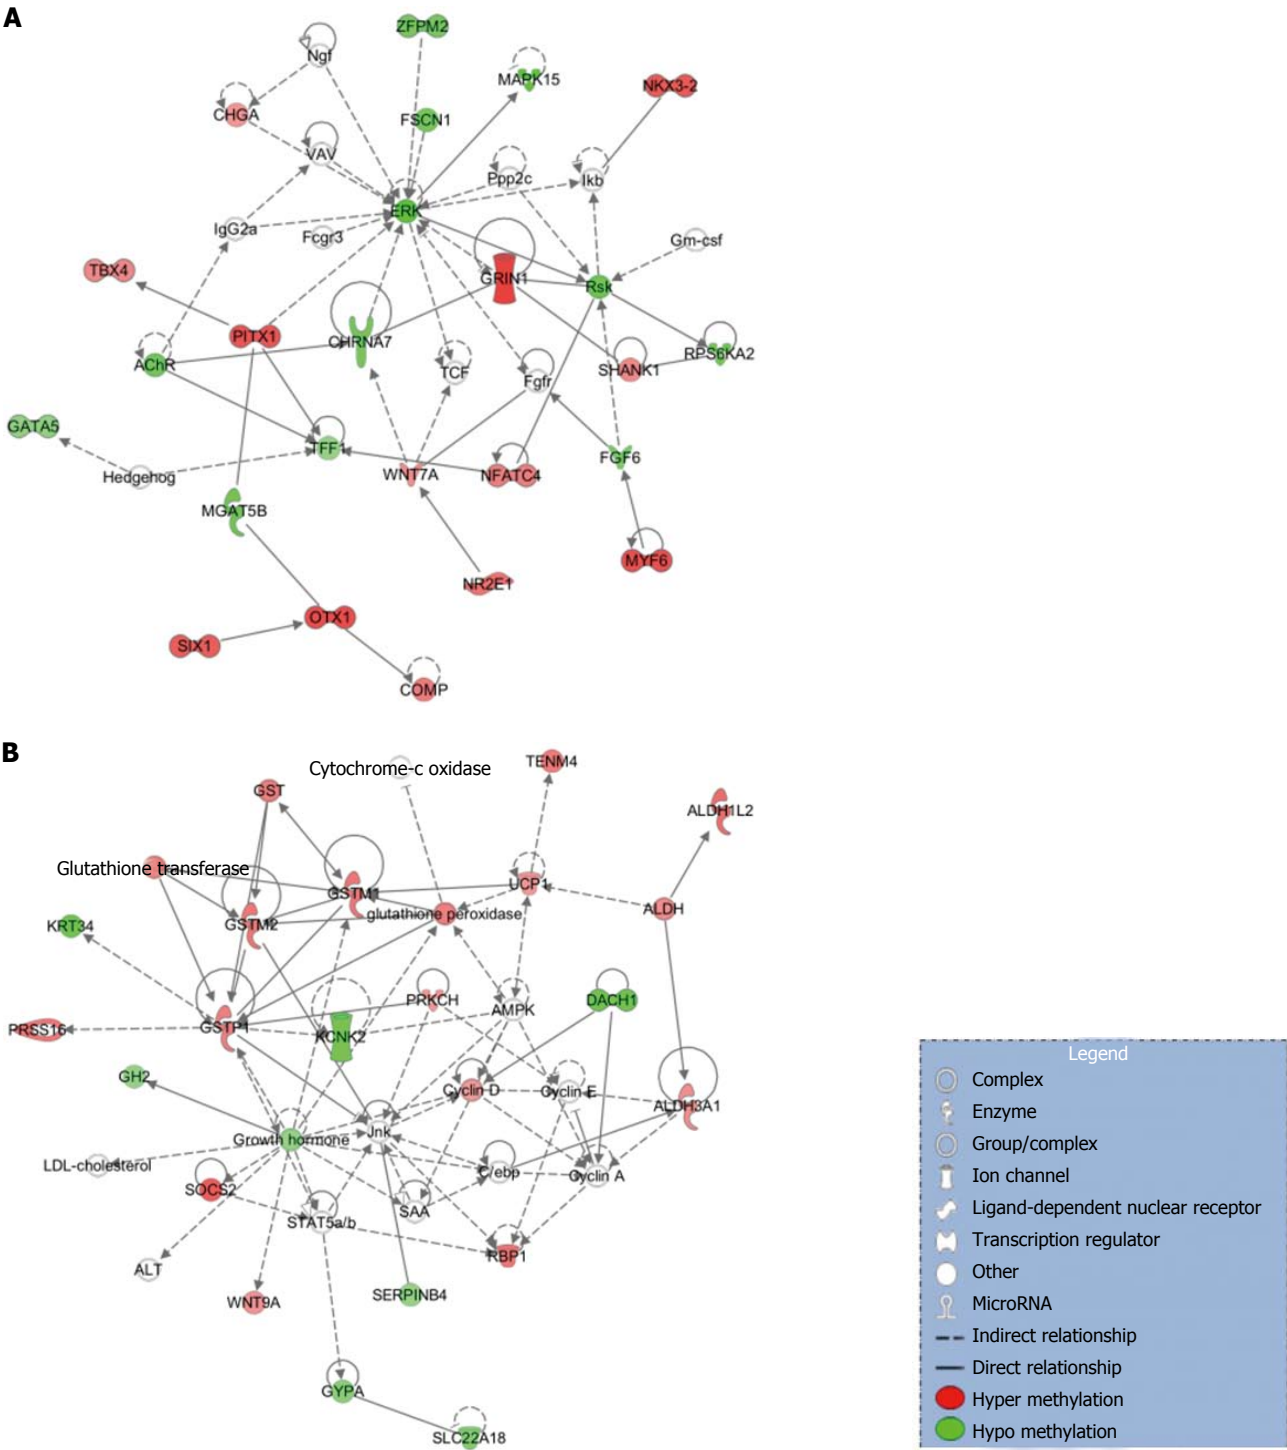 A
ZFPM2
Ngf
MAPK15
NKX3-2
CHGA
FSCN1
VAV
Ppp2c
Ikb
ERK
IgG2a
Fcgr3
Gm-csf
TBX4
GRIN1
Rsk
PITX1
CHRNA7
RPS6KA2
AChR
TCF
SHANK1
Fgfr
GATA5
TFF1
FGF6
Hedgehog
WNT7A
NFATC4
MGAT5B
MYF6
NR2E1
OTX1
SIX1
COMP
B
Cytochrome-c oxidase
TENM4
GST
ALDH1L2
Glutathione transferase
GSTM1
UCP1
KRT34
GSTM2
glutathione peroxidase
ALDH
PRSS16
GSTP1
KCNK2
PRKCH
AMPK
DACH1
GH2
Cyclin D
Cyclin E
ALDH3A1
Growth hormone
Jnk
LDL-cholesterol
SOCS2
C/ebp
Cyclin A
STAT5a/b
SAA
RBP1
ALT
WNT9A
SERPINB4
GYPA
SLC22A18
Legend
Complex
Enzyme
Group/complex
Ion channel
Ligand-dependent nuclear receptor
Transcription regulator
Other
MicroRNA
Indirect relationship
Direct relationship
Hyper methylation
Hypo methylation